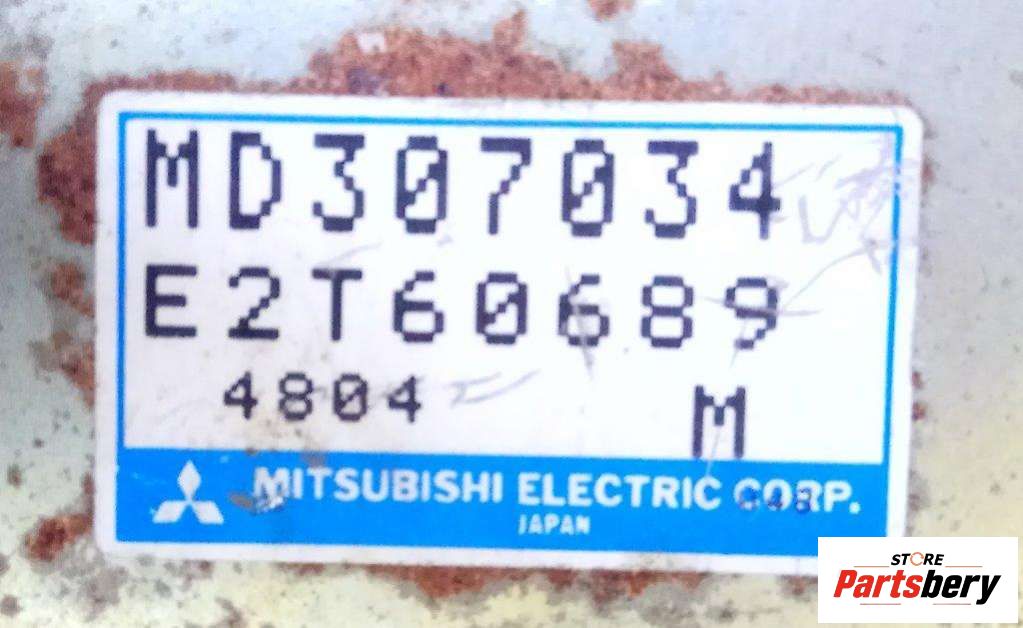 MD307034
E2T60689
4804 M
MITSUBISHI ELECTRIC CORP.
JAPAN
STORE
Partsbery